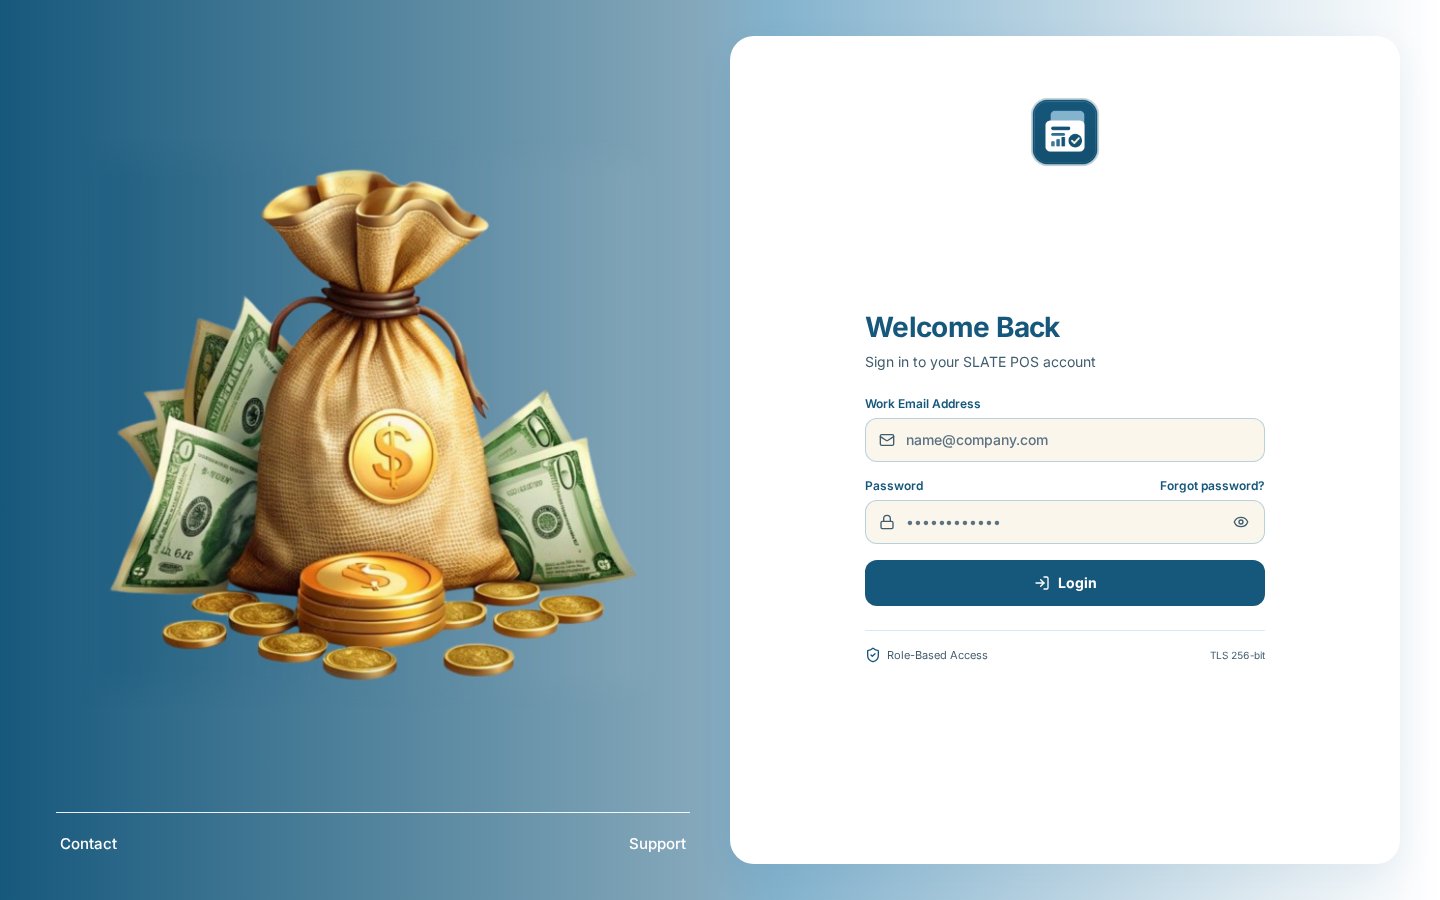 Welcome Back
Sign in to your SLATE POS account
Work Email Address
name@company.com
Password Forgot password?
Login
Role-Based Access TLS 256-bit
Contact Support